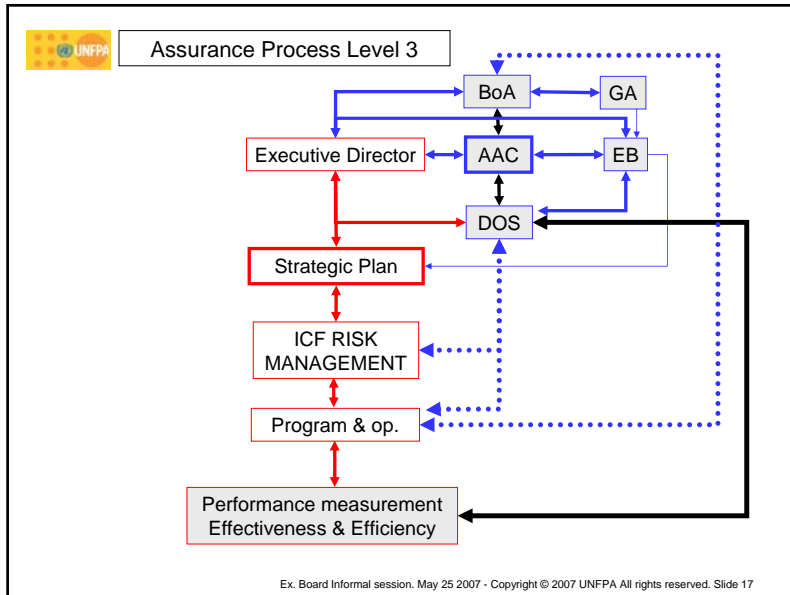 UNFPA
Assurance Process Level 3
BoA
GA
Executive Director
AAC
EB
DOS
Strategic Plan
ICF RISK
MANAGEMENT
Program & op.
Performance measurement
Effectiveness & Efficiency
Ex. Board Informal session. May 25 2007 - Copyright © 2007 UNFPA All rights reserved. Slide 17